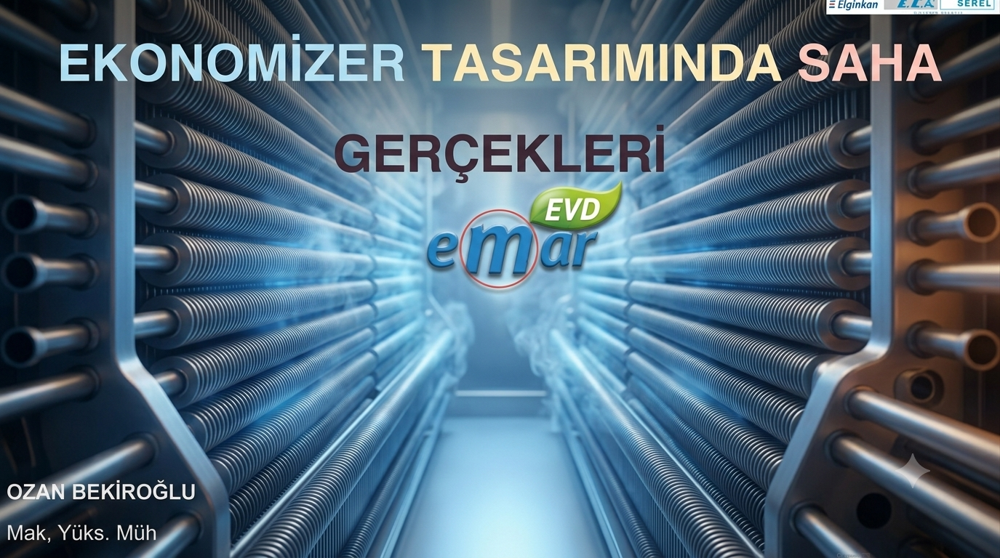 Elginkan E.C.A SEREL
EKONOMİZER TASARIMINDA SAHA
GERÇEKLERİ
EVD
emar
OZAN BEKİROĞLU
Mak, Yüks. Müh